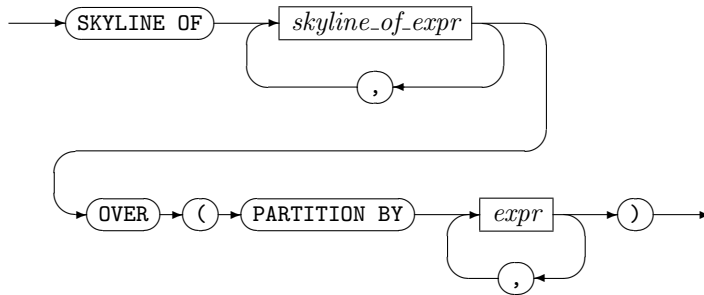 SKYLINE OF skyline_of_expr
,
OVER ( PARTITION BY expr )
,